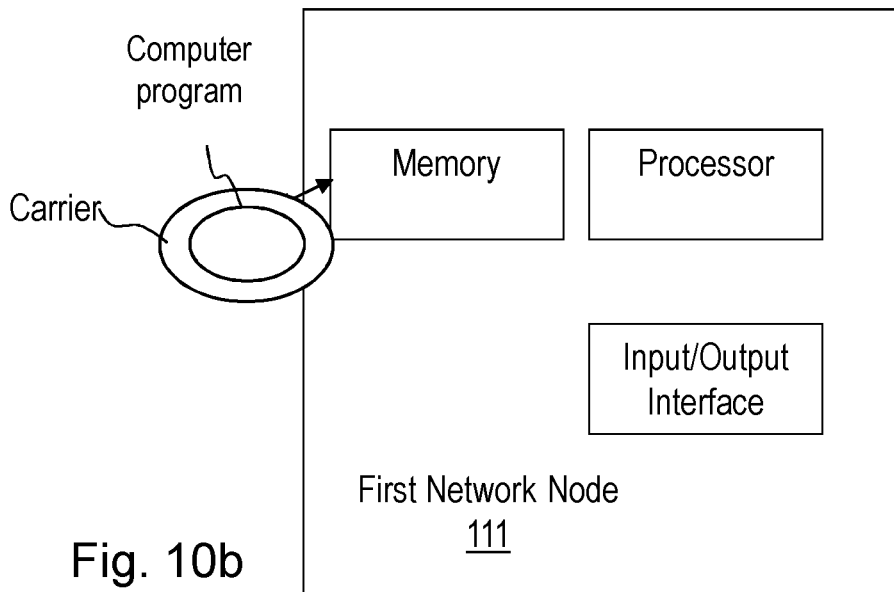 Computer
program
Memory
Processor
Carrier
Input/Output
Interface
First Network Node
111
Fig. 10b